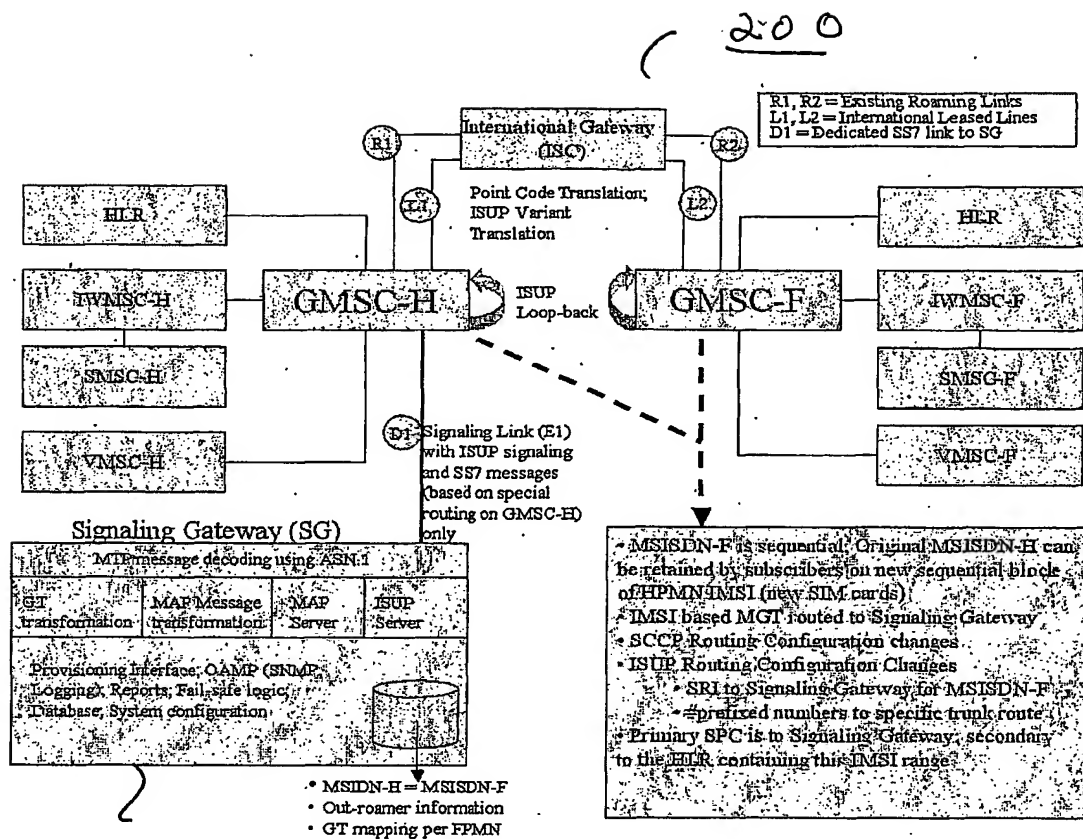 200
R1, R2 = Existing Roaming Links
L1, L2 = International Leased Lines
D1 = Dedicated SS7 link to SG
International Gateway
(ISC)
R1
R2
L1
L2
Point Code Translation;
ISUP Variant
Translation
HLR
HLR
IWMSC-H
GMSC-H
ISUP
Loop-back
GMSC-F
IWMSC-F
SMSC-H
SMSG-F
VMSC-H
VMSC-F
D1
Signaling Link (E1)
with ISUP signaling
and SS7 messages
(based on special
routing on GMSC-H)
only
Signaling Gateway (SG)
MTP message decoding using ASN.1
GT
transformation
MAP Message
transformation
MAP
Server
ISUP
Server
Provisioning Interface; OAMP (SNMP,
Logging); Reports; Fail-safe logic;
Database; System configuration
• MSIDN-H = MSISDN-F
• Out-roamer information
• GT mapping per FPMN
- MSISDN-F is sequential; Original MSISDN-H can
be retained by subscribers on new sequential block
of HPMN IMSI (new SIM cards)
- IMSI based MGT routed to Signaling Gateway
- SCCP Routing Configuration changes
- ISUP Routing Configuration Changes
- SRI to Signaling Gateway for MSISDN-F
- #prefixed numbers to specific trunk route
- Primary SPC is to Signaling Gateway; secondary
to the HLR containing this IMSI range